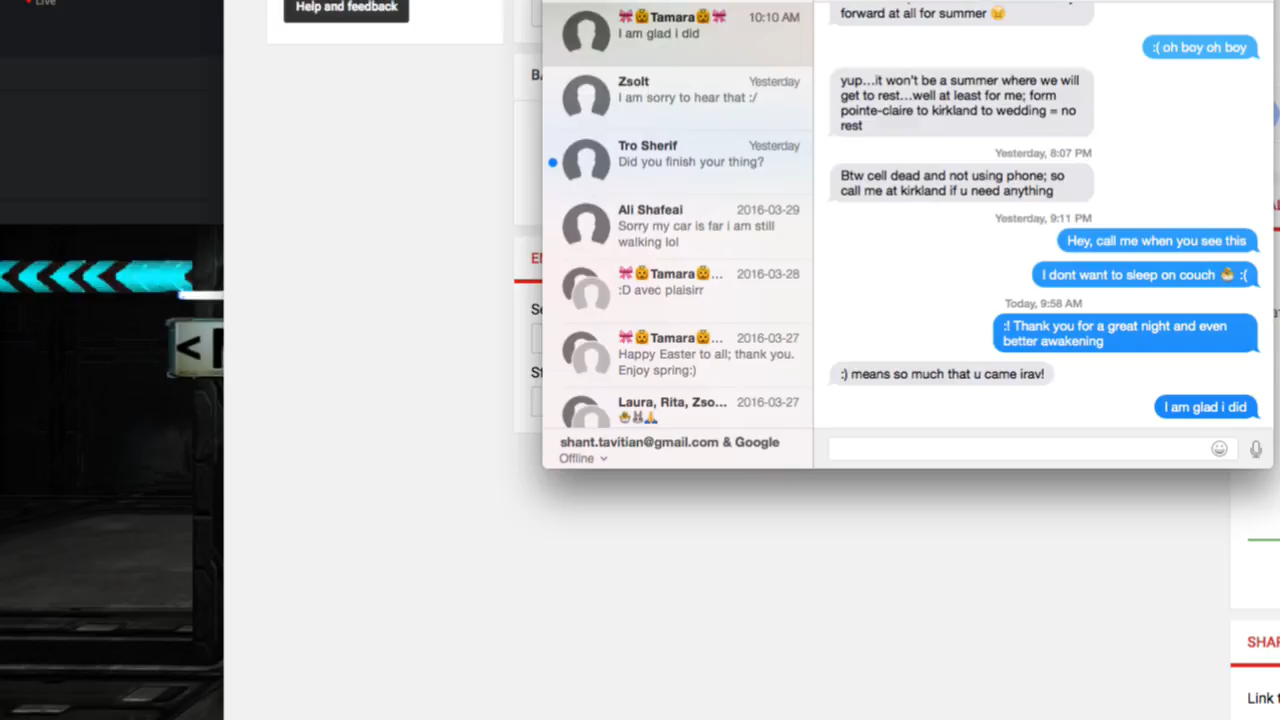 Live
Help and feedback
🎀👸Tamara👸🎀 10:10 AM
I am glad i did
Zsolt Yesterday
I am sorry to hear that :/
Tro Sherif Yesterday
Did you finish your thing?
Ali Shafeai 2016-03-29
Sorry my car is far i am still
walking lol
🎀👸Tamara👸... 2016-03-28
:D avec plaisirr
🎀👸Tamara👸... 2016-03-27
Happy Easter to all; thank you.
Enjoy spring:)
Laura, Rita, Zso... 2016-03-27
🐣🐰🙏
shant.tavitian@gmail.com & Google
Offline
forward at all for summer 😣
:( oh boy oh boy
yup...it won't be a summer where we will
get to rest...well at least for me; form
pointe-claire to kirkland to wedding = no
rest
Yesterday, 8:07 PM
Btw cell dead and not using phone; so
call me at kirkland if u need anything
Yesterday, 9:11 PM
Hey, call me when you see this
I dont want to sleep on couch 🐣 :(
Today, 9:58 AM
:! Thank you for a great night and even
better awakening
:) means so much that u came irav!
I am glad i did
SHAR
Link t